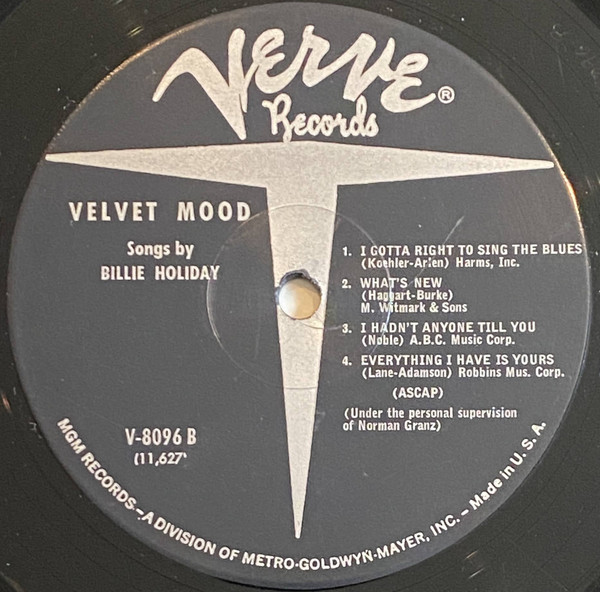 Verve ®
Records
VELVET MOOD
Songs by
BILLIE HOLIDAY
1. I GOTTA RIGHT TO SING THE BLUES
(Koehler-Arlen) Harms, Inc.
2. WHAT'S NEW
(Haggart-Burke)
M. Witmark & Sons
3. I HADN'T ANYONE TILL YOU
(Noble) A.B.C. Music Corp.
4. EVERYTHING I HAVE IS YOURS
(Lane-Adamson) Robbins Mus. Corp.
(ASCAP)
(Under the personal supervision
of Norman Granz)
V-8096 B
(11,627)
MGM RECORDS—A DIVISION OF METRO-GOLDWYN-MAYER, INC. – Made in U. S. A.